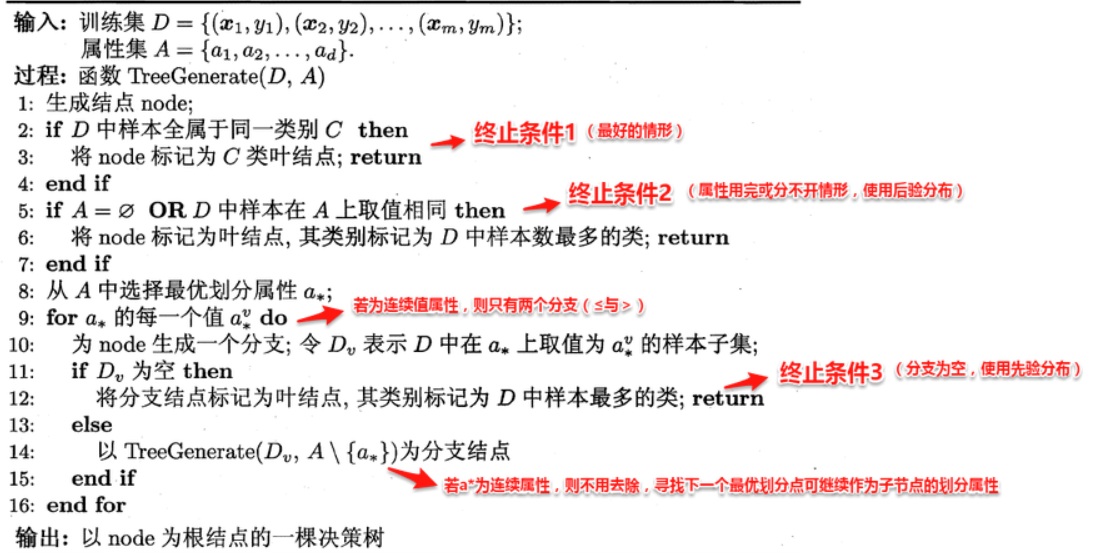 输入: 训练集 D = {(x₁, y₁), (x₂, y₂), . . . , (xₘ, yₘ)};
属性集 A = {a₁, a₂, . . . , a_d}.
过程: 函数 TreeGenerate(D, A)
1: 生成结点 node;
2: if D 中样本全属于同一类别 C then
终止条件1（最好的情形）
3: 将 node 标记为 C 类叶结点; return
4: end if
终止条件2 （属性用完或分不开情形，使用后验分布）
5: if A = ∅ OR D 中样本在 A 上取值相同 then
6: 将 node 标记为叶结点, 其类别标记为 D 中样本数最多的类; return
7: end if
8: 从 A 中选择最优划分属性 a_*;
若为连续值属性，则只有两个分支（≤与>）
9: for a_* 的每一个值 a_*^v do
10: 为 node 生成一个分支; 令 D_v 表示 D 中在 a_* 上取值为 a_*^v 的样本子集;
11: if D_v 为空 then
终止条件3 （分支为空，使用先验分布）
12: 将分支结点标记为叶结点, 其类别标记为 D 中样本最多的类; return
13: else
14: 以 TreeGenerate(D_v, A \ {a_*})为分支结点
15: end if
若a*为连续属性，则不用去除，寻找下一个最优划分点可继续作为子节点的划分属性
16: end for
输出: 以 node 为根结点的一棵决策树